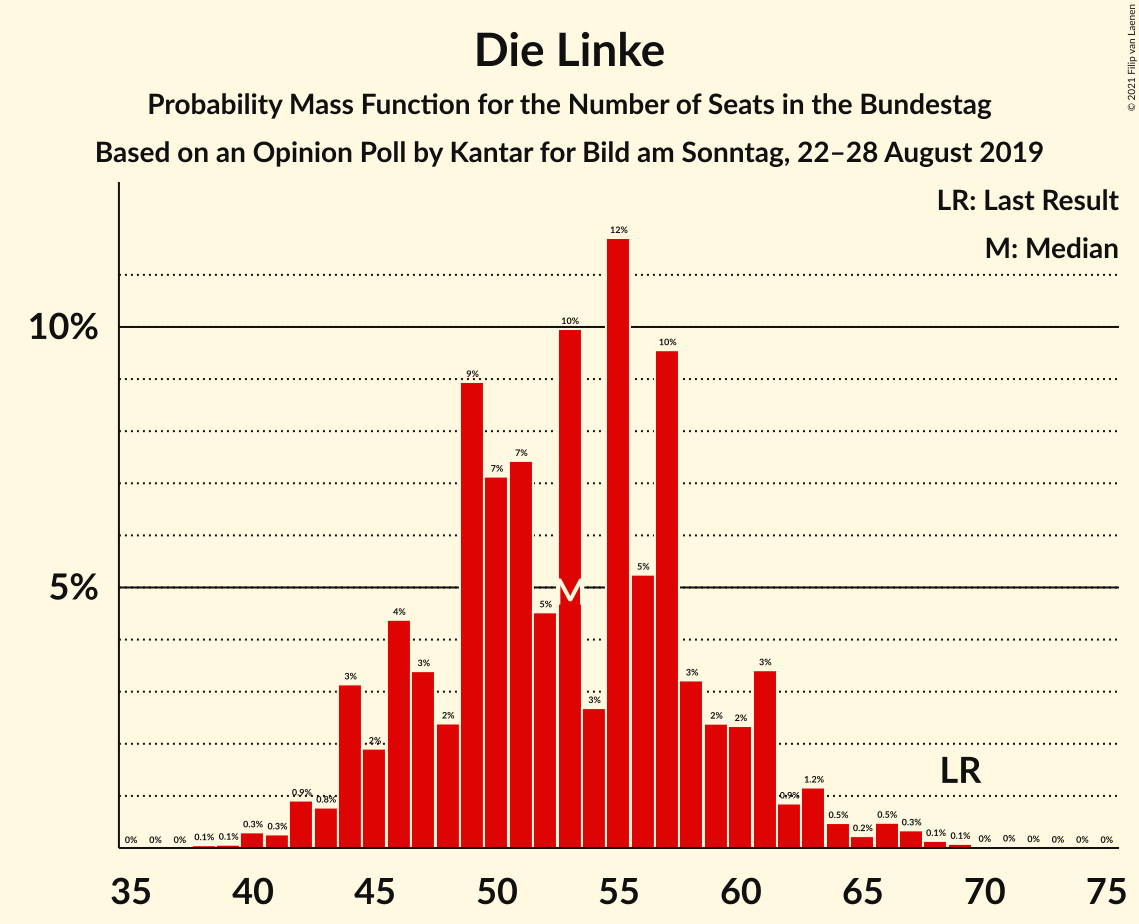 Die Linke
Probability Mass Function for the Number of Seats in the Bundestag
Based on an Opinion Poll by Kantar for Bild am Sonntag, 22–28 August 2019
© 2021 Filip van Laenen
LR: Last Result
M: Median
10%
5%
0% 0% 0% 0.1% 0.1% 0.3% 0.3% 0.9% 0.8% 3% 2% 4% 3% 2% 9% 7% 7% 5% 10% 3% 12% 5% 10% 3% 2% 2% 3% 0.9% 1.2% 0.5% 0.2% 0.5% 0.3% 0.1% 0.1% 0% 0% 0% 0% 0% 0%
M
LR
35 40 45 50 55 60 65 70 75